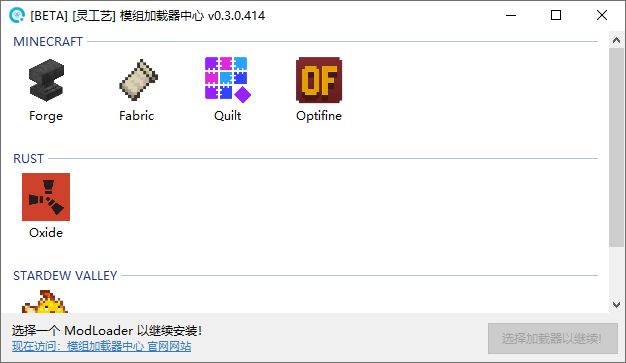 [BETA] [灵工艺] 模组加载器中心 v0.3.0.414
MINECRAFT
Forge Fabric Quilt OF Optifine
RUST
Oxide
STARDEW VALLEY
选择一个 ModLoader 以继续安装!
现在访问：模组加载器中心 官网网站
选择加载器以继续!